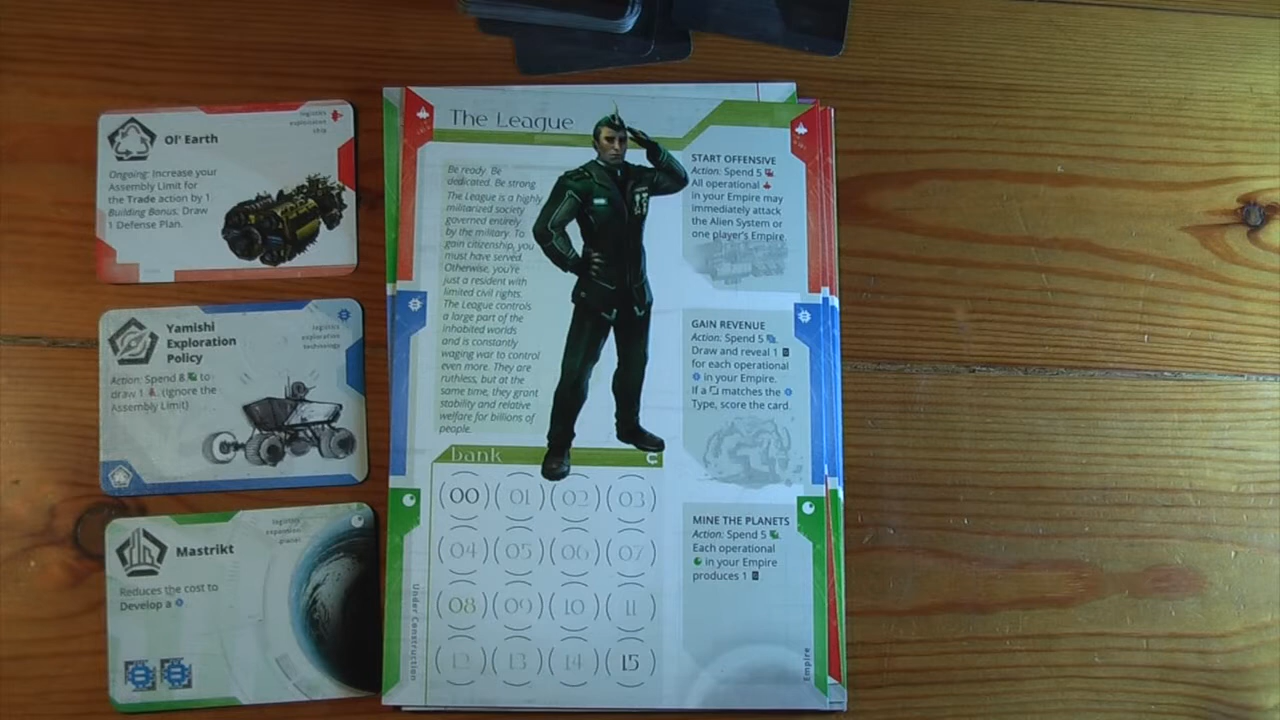 logistics
exploration
ship
Ol' Earth
Ongoing: Increase your
Assembly Limit for
the Trade action by 1
Building Bonus: Draw
1 Defense Plan.
Yamishi
Exploration
Policy
logistics
exploration
technology
Action: Spend 8 to
draw 1 . (Ignore the
Assembly Limit)
logistics
expansion
planet
Mastrikt
Reduces the cost to
Develop a
The League
Be ready. Be
dedicated. Be strong
The League is a highly
militarized society
governed entirely
by the military. To
gain citizenship, you
must have served.
Otherwise, you're
just a resident with
limited civil rights.
The League controls
a large part of the
inhabited worlds
and is constantly
waging war to control
even more. They are
ruthless, but at the
same time, they grant
stability and relative
welfare for billions of
people.
bank
00 01 02 03
04 05 06 07
08 09 10 11
12 13 14 15
Under Construction
START OFFENSIVE
Action: Spend 5
All operational
in your Empire may
immediately attack
the Alien System or
one player's Empire.
GAIN REVENUE
Action: Spend 5 .
Draw and reveal 1
for each operational
in your Empire.
If a matches the
Type, score the card.
MINE THE PLANETS
Action: Spend 5 .
Each operational
in your Empire
produces 1
Empire